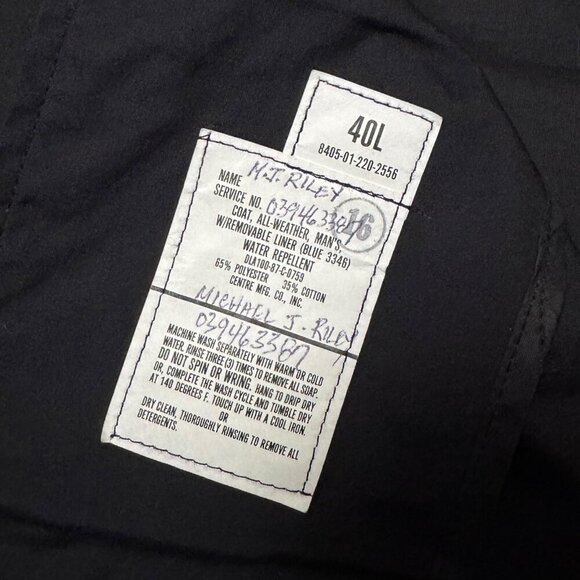 40L
8405-01-220-2556
NAME M.J. RILEY
SERVICE NO. 039463387
16
COAT, ALL-WEATHER, MAN'S,
W/REMOVABLE LINER (BLUE 3346)
WATER REPELLENT
DLA100-87-C-0759
65% POLYESTER 35% COTTON
CENTRE MFG. CO., INC.
MICHAEL J. RILEY
039463387
MACHINE WASH SEPARATELY WITH WARM OR COLD
WATER. RINSE THREE (3) TIMES TO REMOVE ALL SOAP.
DO NOT SPIN OR WRING. HANG TO DRIP DRY
OR, COMPLETE THE WASH CYCLE AND TUMBLE DRY
AT 140 DEGREES F. TOUCH UP WITH A COOL IRON.
OR
DRY CLEAN. THOROUGHLY RINSING TO REMOVE ALL
DETERGENTS.